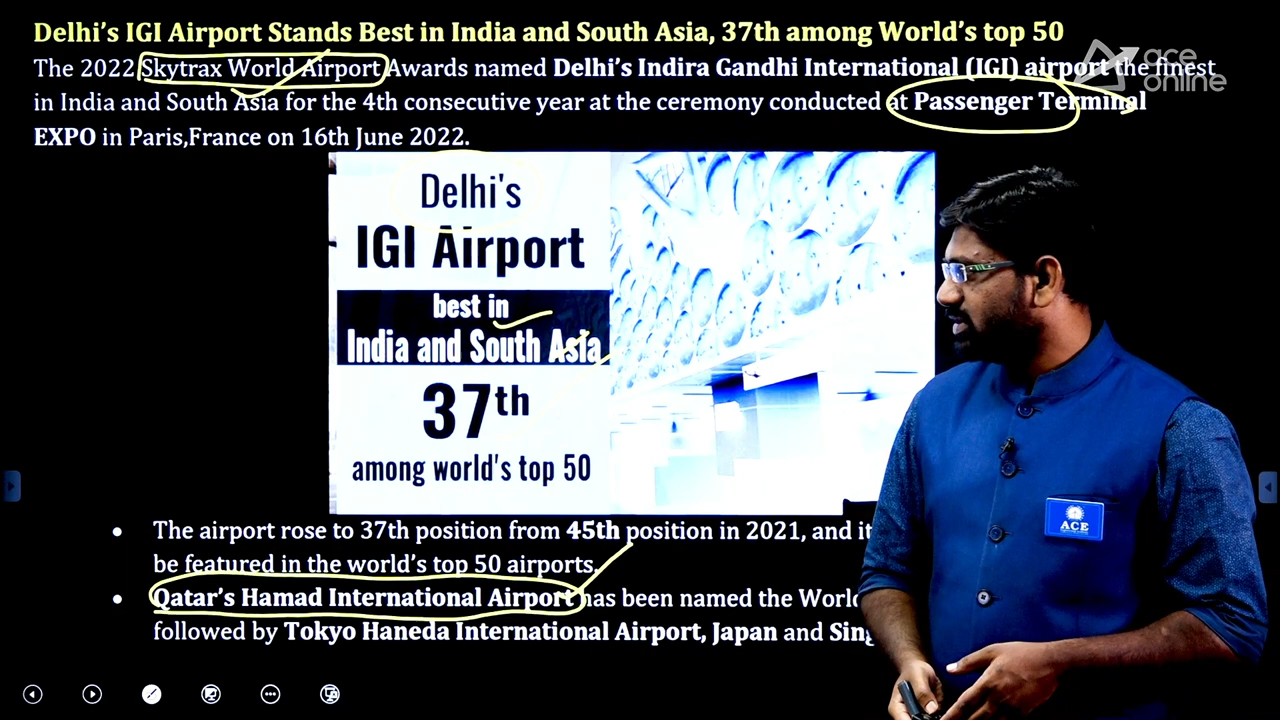 Delhi’s IGI Airport Stands Best in India and South Asia, 37th among World’s top 50
The 2022 Skytrax World Airport Awards named Delhi’s Indira Gandhi International (IGI) airport the finest
in India and South Asia for the 4th consecutive year at the ceremony conducted at Passenger Terminal
EXPO in Paris,France on 16th June 2022.
ace
online
Delhi's
IGI Airport
best in
India and South Asia
37th
among world's top 50
• The airport rose to 37th position from 45th position in 2021, and it
be featured in the world’s top 50 airports.
• Qatar’s Hamad International Airport has been named the World
followed by Tokyo Haneda International Airport, Japan and Sing
ACE